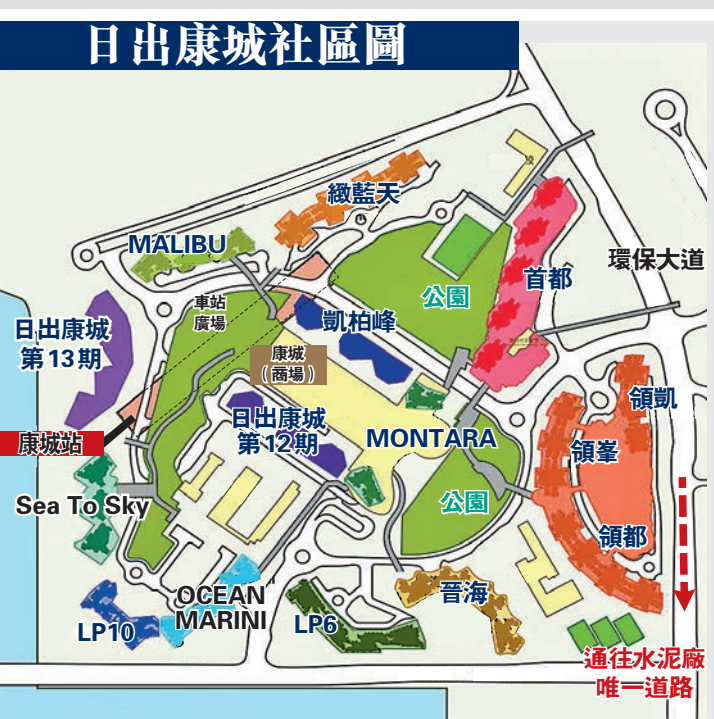 日出康城社區圖
緻藍天
MALIBU
環保大道
首都
公園
車站
廣場
凱柏峰
日出康城
第13期
康城
（商場）
領凱
日出康城
第12期
MONTARA
康城站
領峯
Sea To Sky
公園
領都
OCEAN
MARINI
晉海
LP10
LP6
通往水泥廠
唯一道路